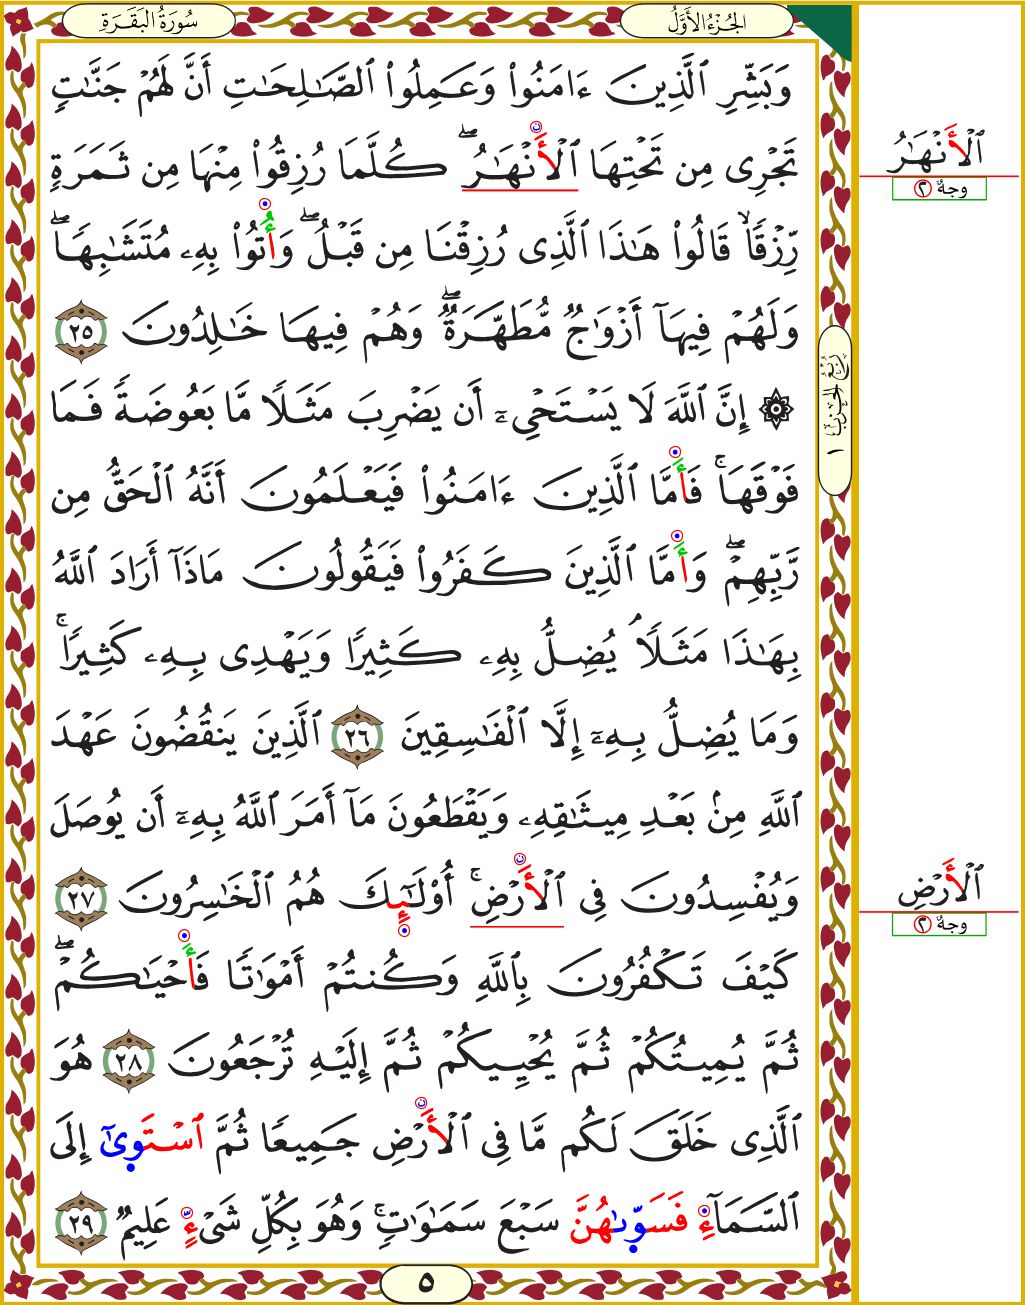 سُورَةُ البَقَرَةِ
الجُزْءُ الأَوَّلُ
وَبَشِّرِ ٱلَّذِينَ ءَامَنُوا۟ وَعَمِلُوا۟ ٱلصَّٰلِحَٰتِ أَنَّ لَهُمْ جَنَّٰتٍ
تَجْرِى مِن تَحْتِهَا ٱلْأَنْهَٰرُ ۖ كُلَّمَا رُزِقُوا۟ مِنْهَا مِن ثَمَرَةٍ
رِّزْقًا ۙ قَالُوا۟ هَٰذَا ٱلَّذِى رُزِقْنَا مِن قَبْلُ ۖ وَأُتُوا۟ بِهِۦ مُتَشَٰبِهًا ۖ
وَلَهُمْ فِيهَآ أَزْوَٰجٌ مُّطَهَّرَةٌ ۖ وَهُمْ فِيهَا خَٰلِدُونَ ٢٥
۞ إِنَّ ٱللَّهَ لَا يَسْتَحْىِۦٓ أَن يَضْرِبَ مَثَلًا مَّا بَعُوضَةً فَمَا
فَوْقَهَا ۚ فَأَمَّا ٱلَّذِينَ ءَامَنُوا۟ فَيَعْلَمُونَ أَنَّهُ ٱلْحَقُّ مِن
رَّبِّهِمْ ۖ وَأَمَّا ٱلَّذِينَ كَفَرُوا۟ فَيَقُولُونَ مَاذَآ أَرَادَ ٱللَّهُ
بِهَٰذَا مَثَلًا ۘ يُضِلُّ بِهِۦ كَثِيرًا وَيَهْدِى بِهِۦ كَثِيرًا ۚ
وَمَا يُضِلُّ بِهِۦٓ إِلَّا ٱلْفَٰسِقِينَ ٢٦ ٱلَّذِينَ يَنقُضُونَ عَهْدَ
ٱللَّهِ مِنۢ بَعْدِ مِيثَٰقِهِۦ وَيَقْطَعُونَ مَآ أَمَرَ ٱللَّهُ بِهِۦٓ أَن يُوصَلَ
وَيُفْسِدُونَ فِى ٱلْأَرْضِ ۚ أُو۟لَٰٓئِكَ هُمُ ٱلْخَٰسِرُونَ ٢٧
كَيْفَ تَكْفُرُونَ بِٱللَّهِ وَكُنتُمْ أَمْوَٰتًا فَأَحْيَٰكُمْ ۖ
ثُمَّ يُمِيتُكُمْ ثُمَّ يُحْيِيكُمْ ثُمَّ إِلَيْهِ تُرْجَعُونَ ٢٨ هُوَ
ٱلَّذِى خَلَقَ لَكُم مَّا فِى ٱلْأَرْضِ جَمِيعًا ثُمَّ ٱسْتَوَىٰٓ إِلَى
ٱلسَّمَآءِ فَسَوَّىٰهُنَّ سَبْعَ سَمَٰوَٰتٍ ۚ وَهُوَ بِكُلِّ شَىْءٍ عَلِيمٌ ٢٩
٥
ٱلْأَنْهَٰرُ
وجهٌ ٢
ٱلْأَرْضِ
وجهٌ ٢
رُبْعُ الحِزْبِ ١